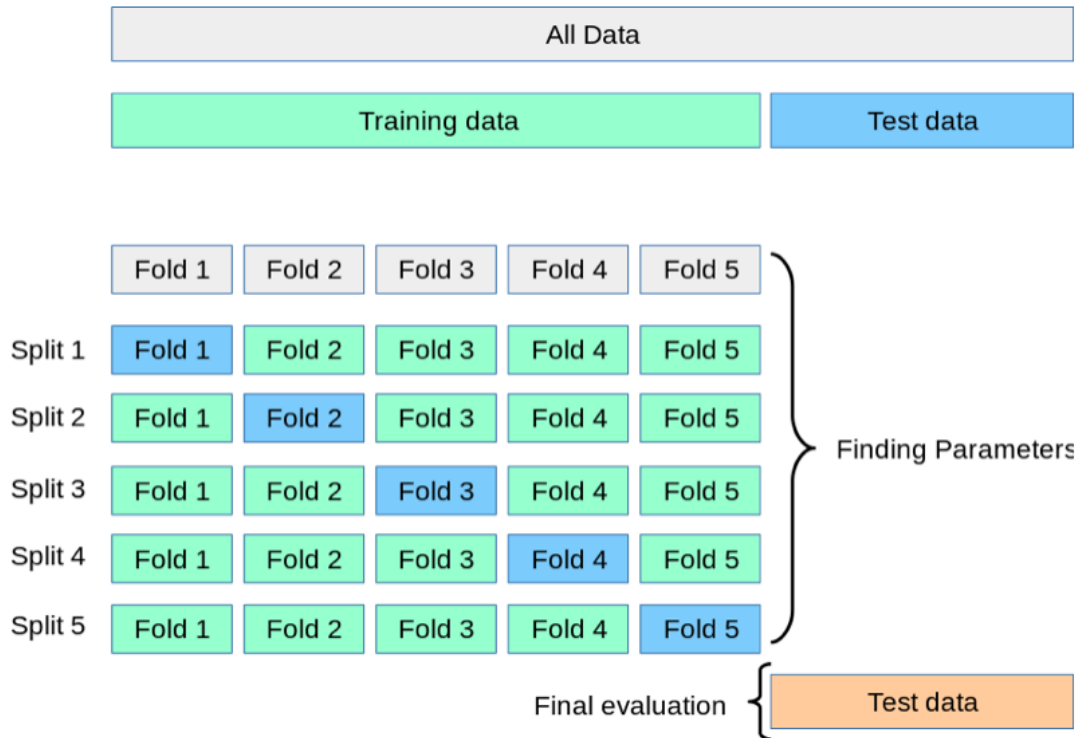 All Data
Training data Test data
Fold 1 Fold 2 Fold 3 Fold 4 Fold 5
Split 1 Fold 1 Fold 2 Fold 3 Fold 4 Fold 5
Split 2 Fold 1 Fold 2 Fold 3 Fold 4 Fold 5
Finding Parameters
Split 3 Fold 1 Fold 2 Fold 3 Fold 4 Fold 5
Split 4 Fold 1 Fold 2 Fold 3 Fold 4 Fold 5
Split 5 Fold 1 Fold 2 Fold 3 Fold 4 Fold 5
Final evaluation Test data